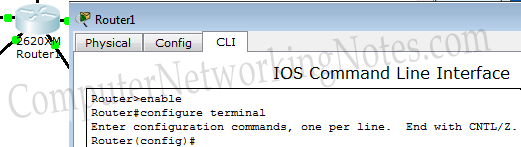 Router1
Physical Config CLI
2620XM
Router1
IOS Command Line Interface
ComputerNetworkingNotes.com
Router>enable
Router#configure terminal
Enter configuration commands, one per line.  End with CNTL/Z.
Router(config)#